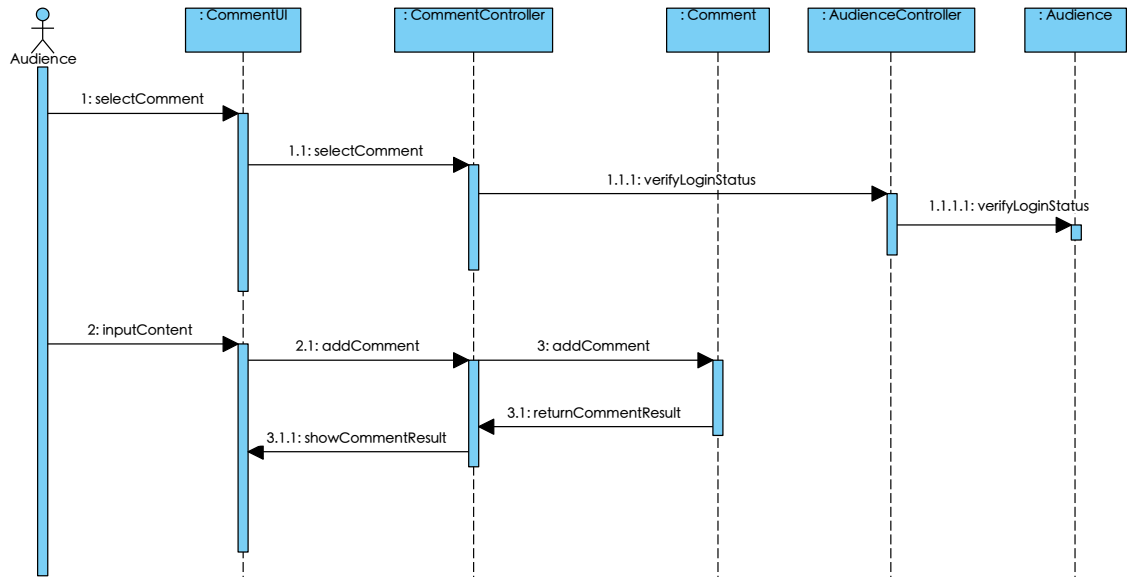 : CommentUI
: CommentController
: Comment
: AudienceController
: Audience
Audience
1: selectComment
1.1: selectComment
1.1.1: verifyLoginStatus
1.1.1.1: verifyLoginStatus
2: inputContent
2.1: addComment
3: addComment
3.1: returnCommentResult
3.1.1: showCommentResult